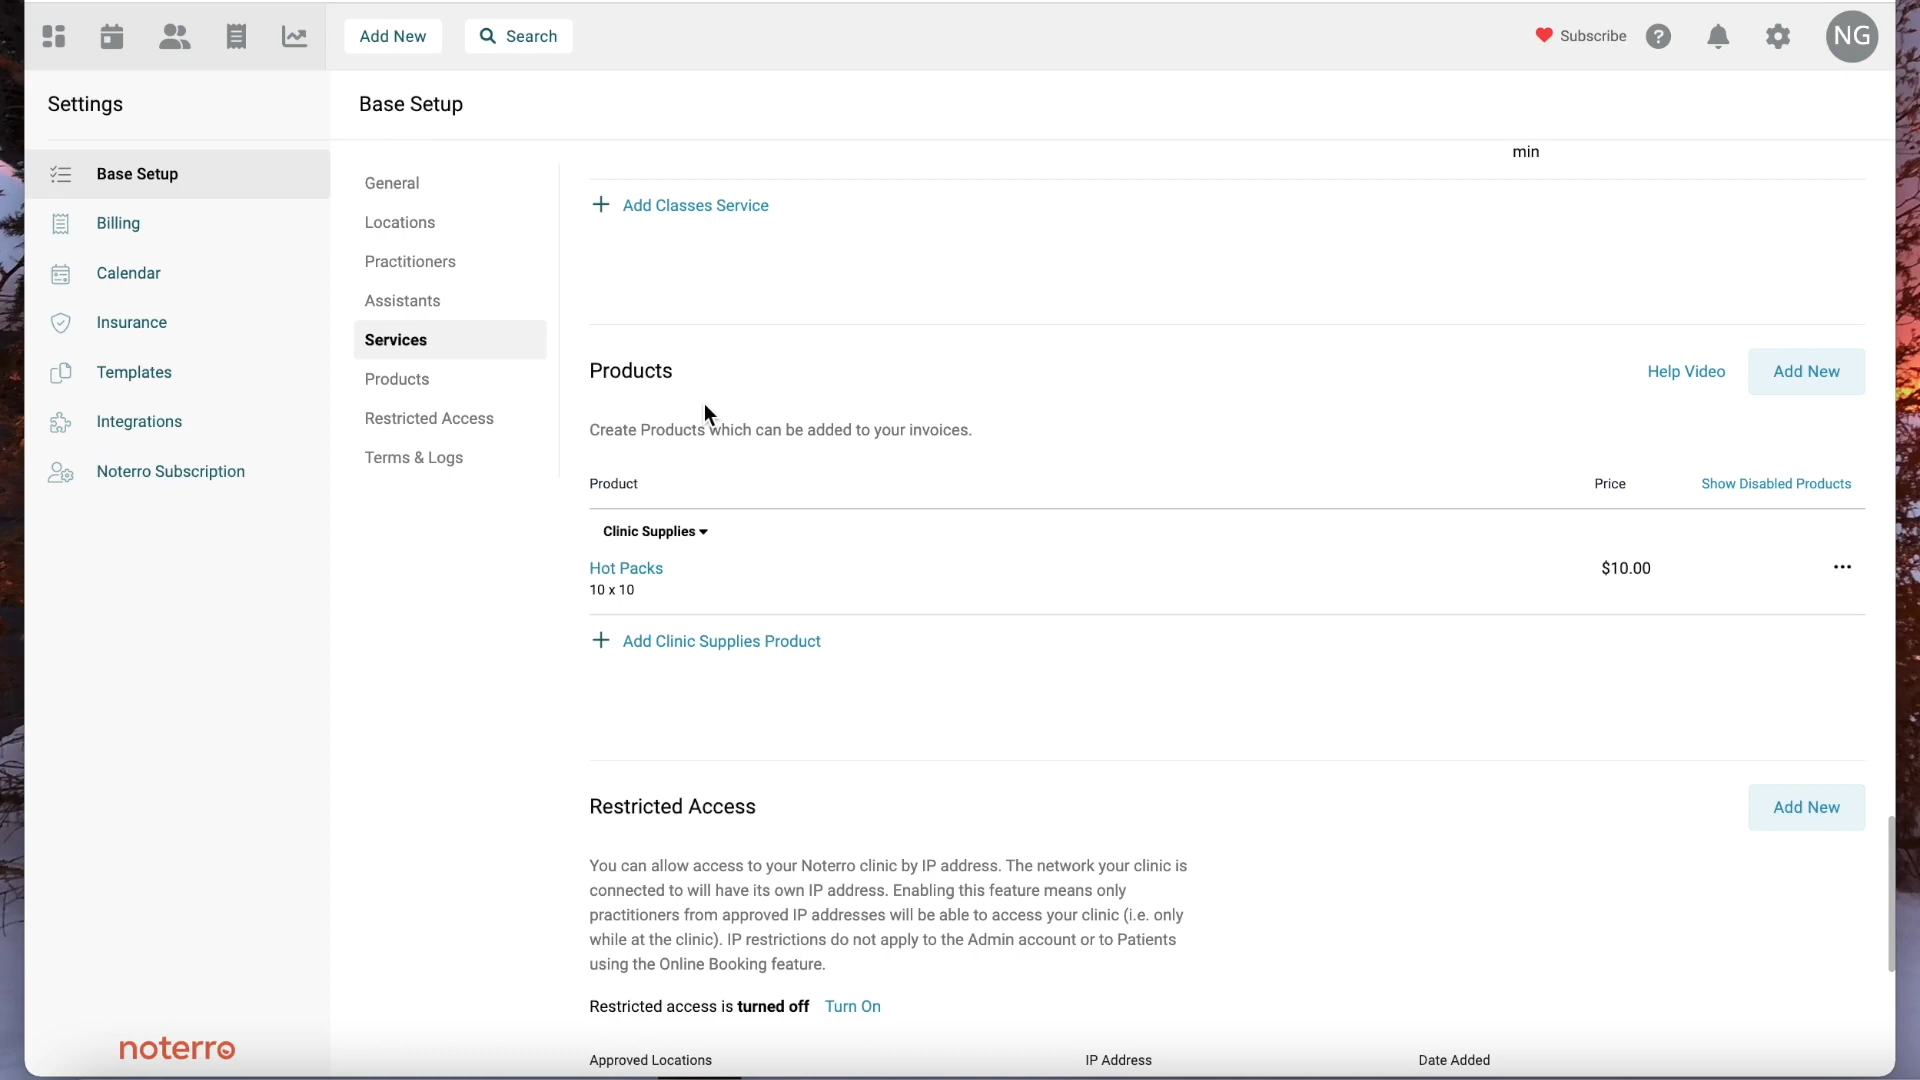 Add New
Search
Subscribe
?
NG
Settings
Base Setup
Base Setup
Billing
Calendar
Insurance
Templates
Integrations
Noterro Subscription
noterro
General
Locations
Practitioners
Assistants
Services
Products
Restricted Access
Terms & Logs
min
+ Add Classes Service
Products
Help Video
Add New
Create Products which can be added to your invoices.
Product
Price
Show Disabled Products
Clinic Supplies
Hot Packs
$10.00
...
10 x 10
+ Add Clinic Supplies Product
Restricted Access
Add New
You can allow access to your Noterro clinic by IP address. The network your clinic is
connected to will have its own IP address. Enabling this feature means only
practitioners from approved IP addresses will be able to access your clinic (i.e. only
while at the clinic). IP restrictions do not apply to the Admin account or to Patients
using the Online Booking feature.
Restricted access is turned off Turn On
Approved Locations
IP Address
Date Added